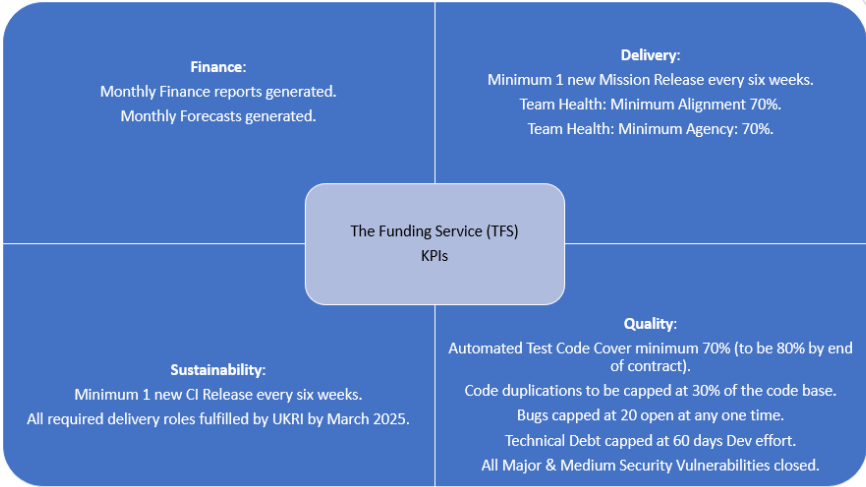 Finance:
Monthly Finance reports generated.
Monthly Forecasts generated.
Delivery:
Minimum 1 new Mission Release every six weeks.
Team Health: Minimum Alignment 70%.
Team Health: Minimum Agency: 70%.
The Funding Service (TFS)
KPIs
Sustainability:
Minimum 1 new CI Release every six weeks.
All required delivery roles fulfilled by UKRI by March 2025.
Quality:
Automated Test Code Cover minimum 70% (to be 80% by end
of contract).
Code duplications to be capped at 30% of the code base.
Bugs capped at 20 open at any one time.
Technical Debt capped at 60 days Dev effort.
All Major & Medium Security Vulnerabilities closed.